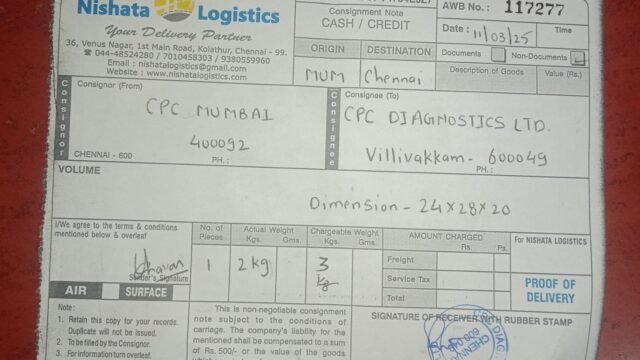 Nishata Logistics
Your Delivery Partner
36, Venus Nagar, 1st Main Road, Kolathur, Chennai - 99.
☎ 044-48524280 / 7010458303 / 9380559960
Email : nishatalogistics@gmail.com
Website : www.nishatalogistics.com
Consignment Note
CASH / CREDIT
ORIGIN DESTINATION
MUM Chennai
AWB No. : 117277
Date : 11/03/25 Time
Documents Non-Documents
Description of Goods Value (Rs.)
Consignor
Consignor (From)
CPC MUMBAI
400092
CHENNAI - 600 PH. :
Consignee
Consignee (To)
CPC DIAGNOSTICS LTD.
Villivakkam - 600049
PH. :
VOLUME
Dimension - 24×28×20
I/We agree to the terms & conditions
mentioned below & overleaf
Sender's Signature
AIR SURFACE
No. of Pieces
1
Actual Weight
Kgs. Gms.
2 kg
Chargeable Weight
Kgs. Gms.
3 kg
AMOUNT CHARGED Rs. Ps.
Freight
Service Tax
Total
For NISHATA LOGISTICS
PROOF OF
DELIVERY
Note :
1. Retain this copy for your records.
Duplicate will not be issued.
2. To be filled by the Consignor.
3. For information turn overleaf.
This is non-negotiable consignment
note subject to the conditions of
carriage. The company's liability for
mentioned shall be compensated to a sum
of Rs. 500/- or the value of the goods
SIGNATURE OF RECEIVER WITH RUBBER STAMP